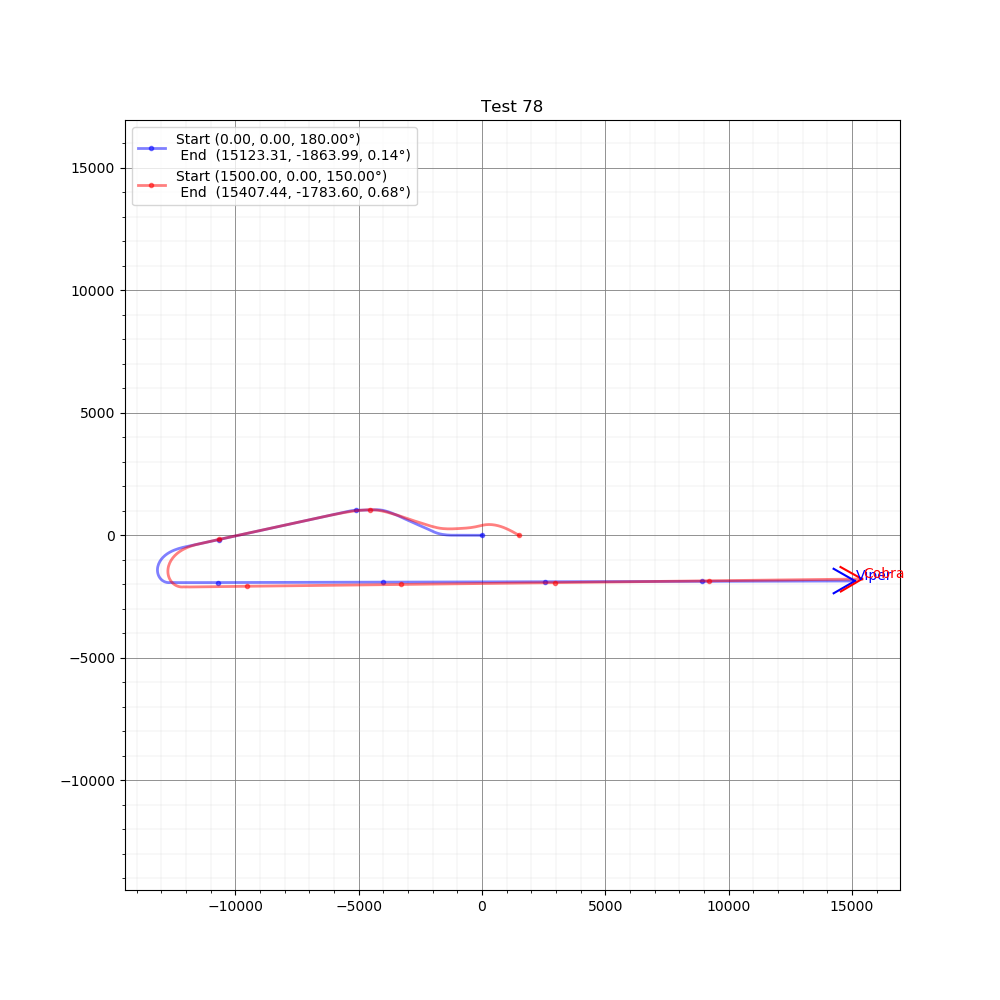 Test 78
Start (0.00, 0.00, 180.00°)
End  (15123.31, -1863.99, 0.14°)
Start (1500.00, 0.00, 150.00°)
End  (15407.44, -1783.60, 0.68°)
15000
10000
5000
0
−5000
−10000
Cobra
Viper
−10000
−5000
0
5000
10000
15000